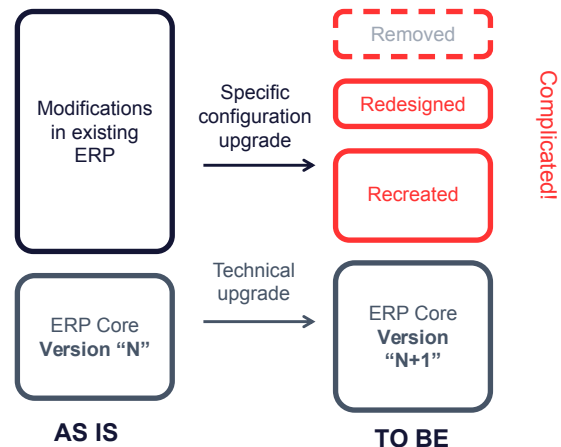 Removed
Modifications
in existing
ERP
Specific
configuration
upgrade
Redesigned
Recreated
Complicated!
Technical
upgrade
ERP Core
Version “N”
ERP Core
Version
“N+1”
AS IS
TO BE